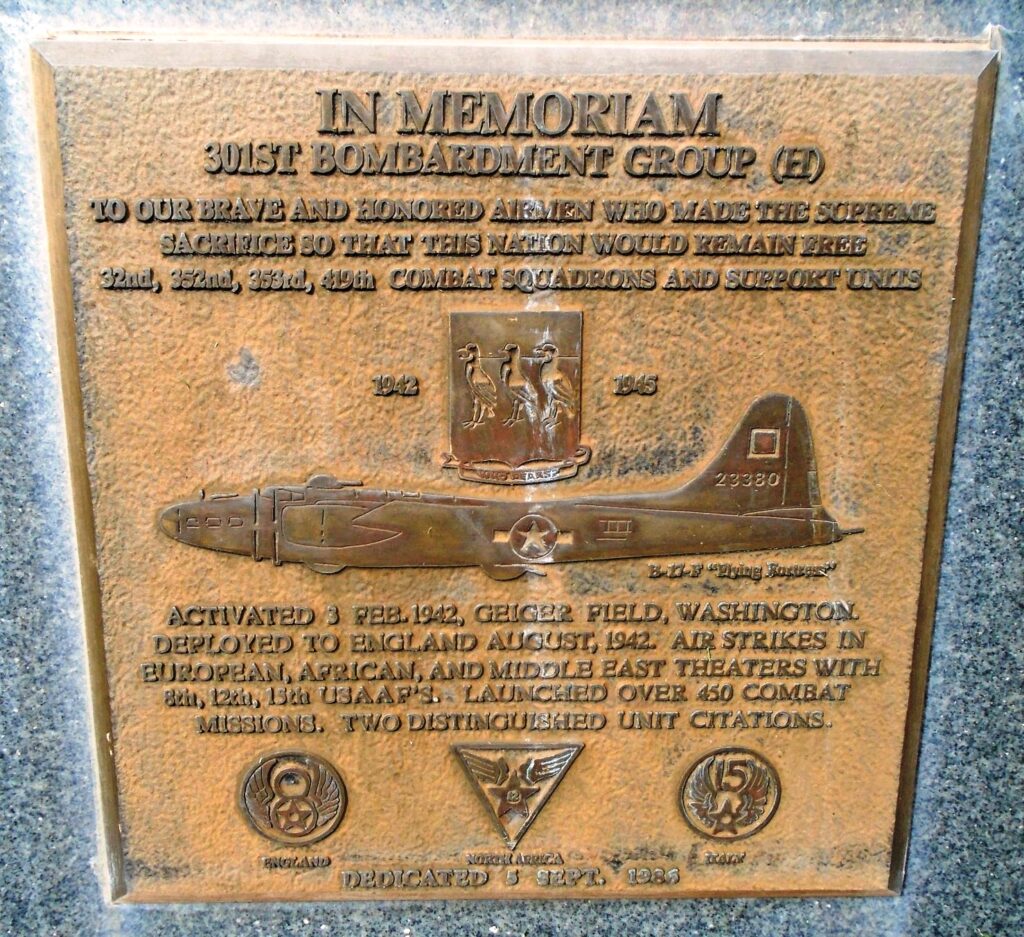 IN MEMORIAM
301ST BOMBARDMENT GROUP (H)
TO OUR BRAVE AND HONORED AIRMEN WHO MADE THE SUPREME
SACRIFICE SO THAT THIS NATION WOULD REMAIN FREE
32nd, 352nd, 353rd, 419th COMBAT SQUADRONS AND SUPPORT UNITS
1942
1945
23380
III
B-17-F "Flying Fortress"
ACTIVATED 3 FEB. 1942, GEIGER FIELD, WASHINGTON.
DEPLOYED TO ENGLAND AUGUST, 1942. AIR STRIKES IN
EUROPEAN, AFRICAN, AND MIDDLE EAST THEATERS WITH
8th, 12th, 15th USAAF'S. LAUNCHED OVER 450 COMBAT
MISSIONS. TWO DISTINGUISHED UNIT CITATIONS.
8
12
15
ENGLAND
NORTH AFRICA
ITALY
DEDICATED 5 SEPT. 1986